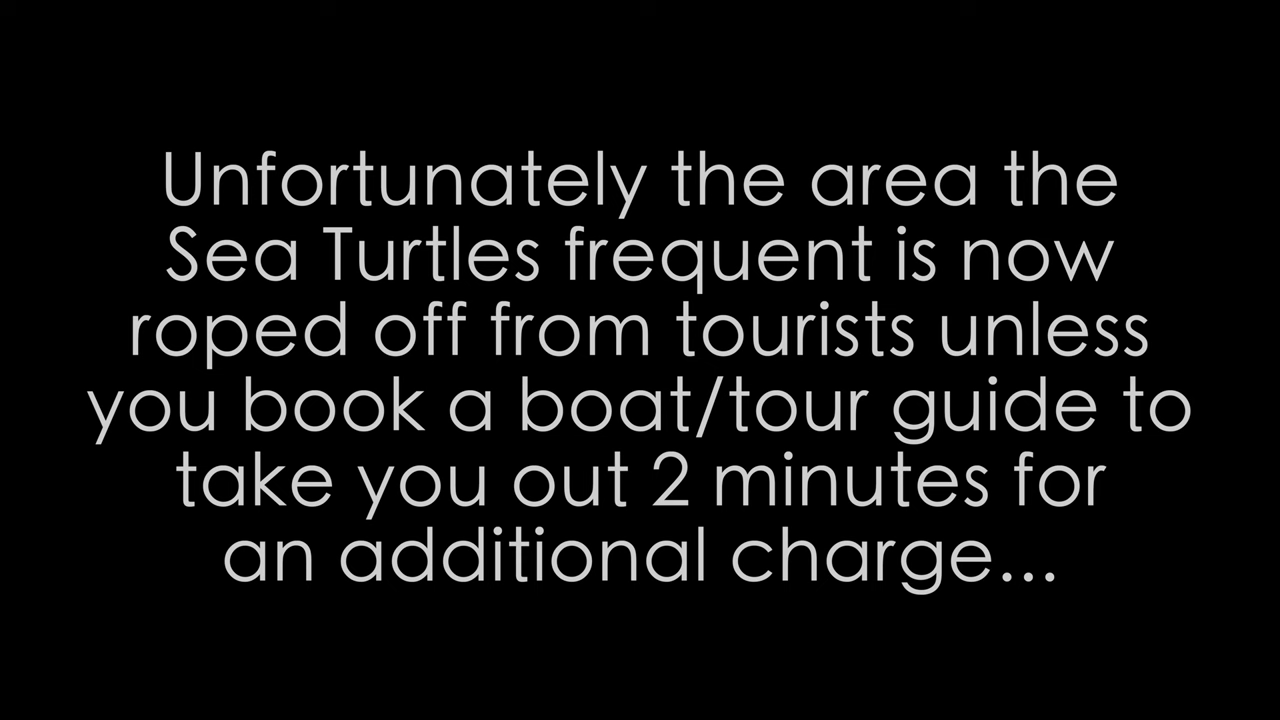 Unfortunately the area the
Sea Turtles frequent is now
roped off from tourists unless
you book a boat/tour guide to
take you out 2 minutes for
an additional charge...